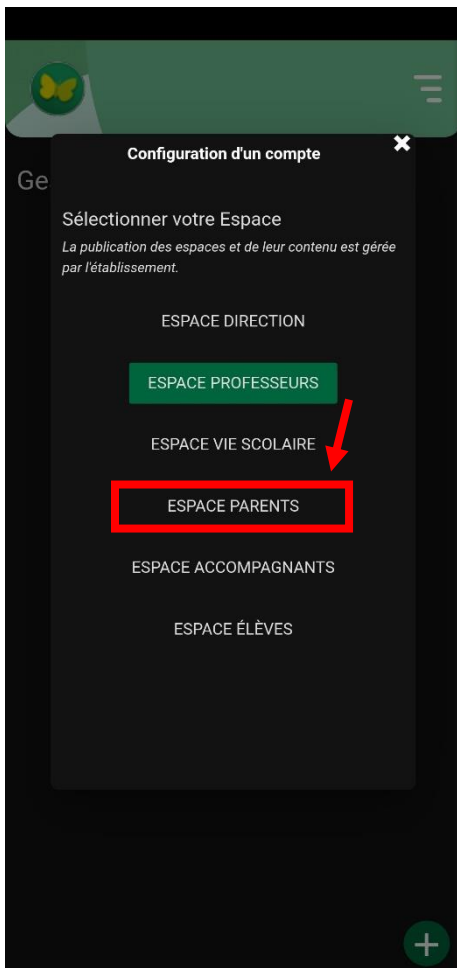 Configuration d'un compte
Ge
Sélectionner votre Espace
La publication des espaces et de leur contenu est gérée
par l'établissement.
ESPACE DIRECTION
ESPACE PROFESSEURS
ESPACE VIE SCOLAIRE
ESPACE PARENTS
ESPACE ACCOMPAGNANTS
ESPACE ÉLÈVES